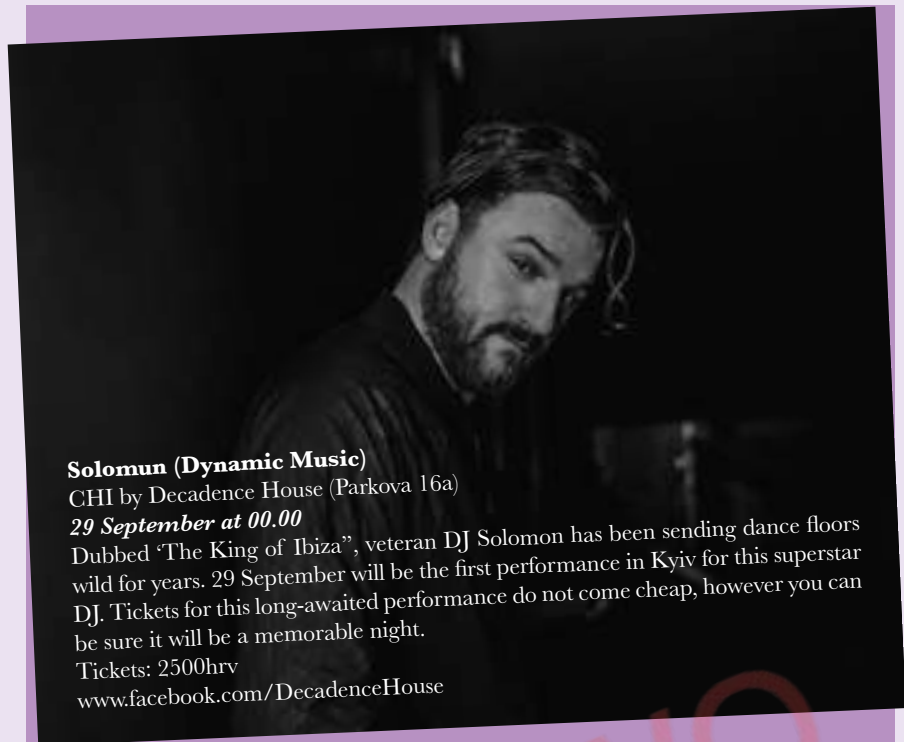 Solomun (Dynamic Music)
CHI by Decadence House (Parkova 16a)
29 September at 00.00
Dubbed ‘The King of Ibiza”, veteran DJ Solomon has been sending dance floors
wild for years. 29 September will be the first performance in Kyiv for this superstar
DJ. Tickets for this long-awaited performance do not come cheap, however you can
be sure it will be a memorable night.
Tickets: 2500hrv
www.facebook.com/DecadenceHouse